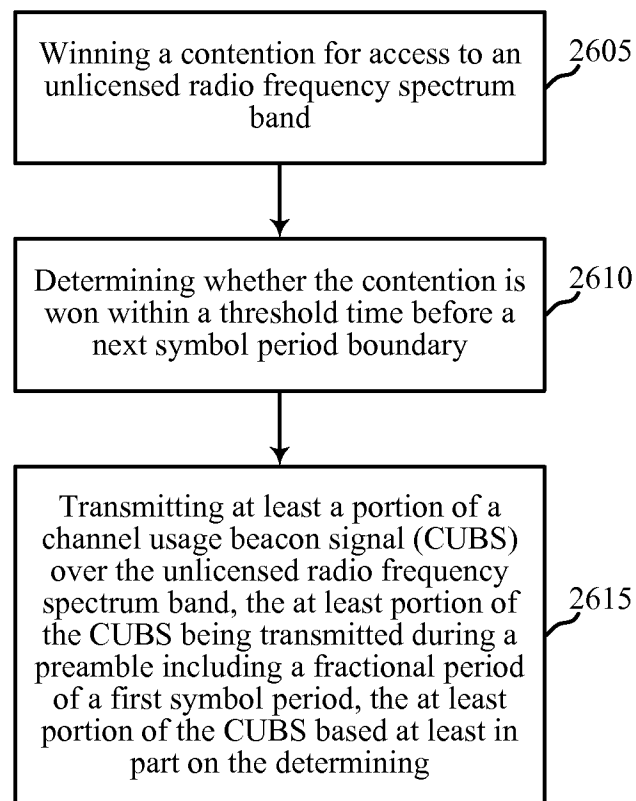 Winning a contention for access to an
unlicensed radio frequency spectrum
band
2605
Determining whether the contention is
won within a threshold time before a
next symbol period boundary
2610
Transmitting at least a portion of a
channel usage beacon signal (CUBS)
over the unlicensed radio frequency
spectrum band, the at least portion of
the CUBS being transmitted during a
preamble including a fractional period
of a first symbol period, the at least
portion of the CUBS based at least in
part on the determining
2615